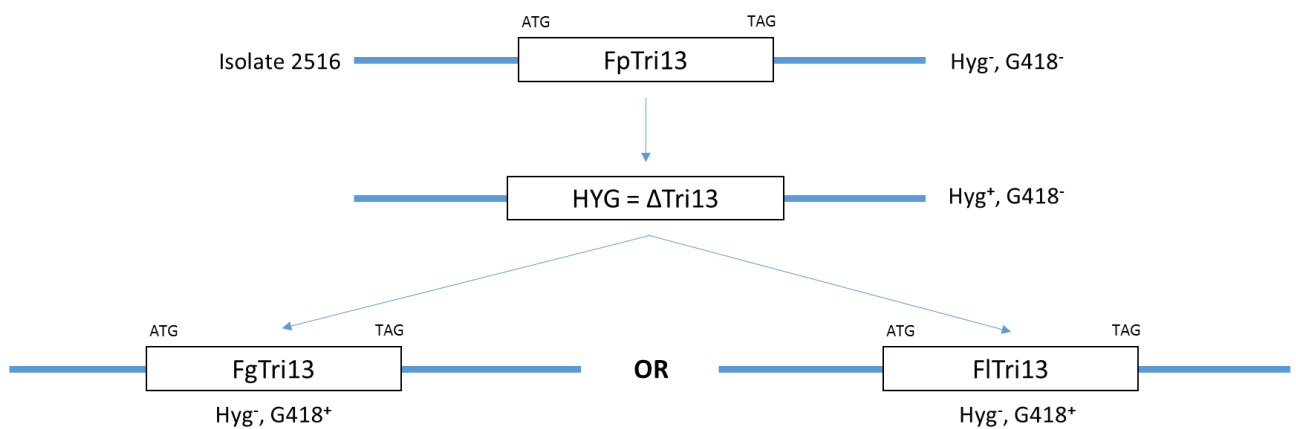 ATG TAG
Isolate 2516 FpTri13 Hyg⁻, G418⁻
HYG = ΔTri13 Hyg⁺, G418⁻
ATG TAG ATG TAG
FgTri13 OR FlTri13
Hyg⁻, G418⁺ Hyg⁻, G418⁺